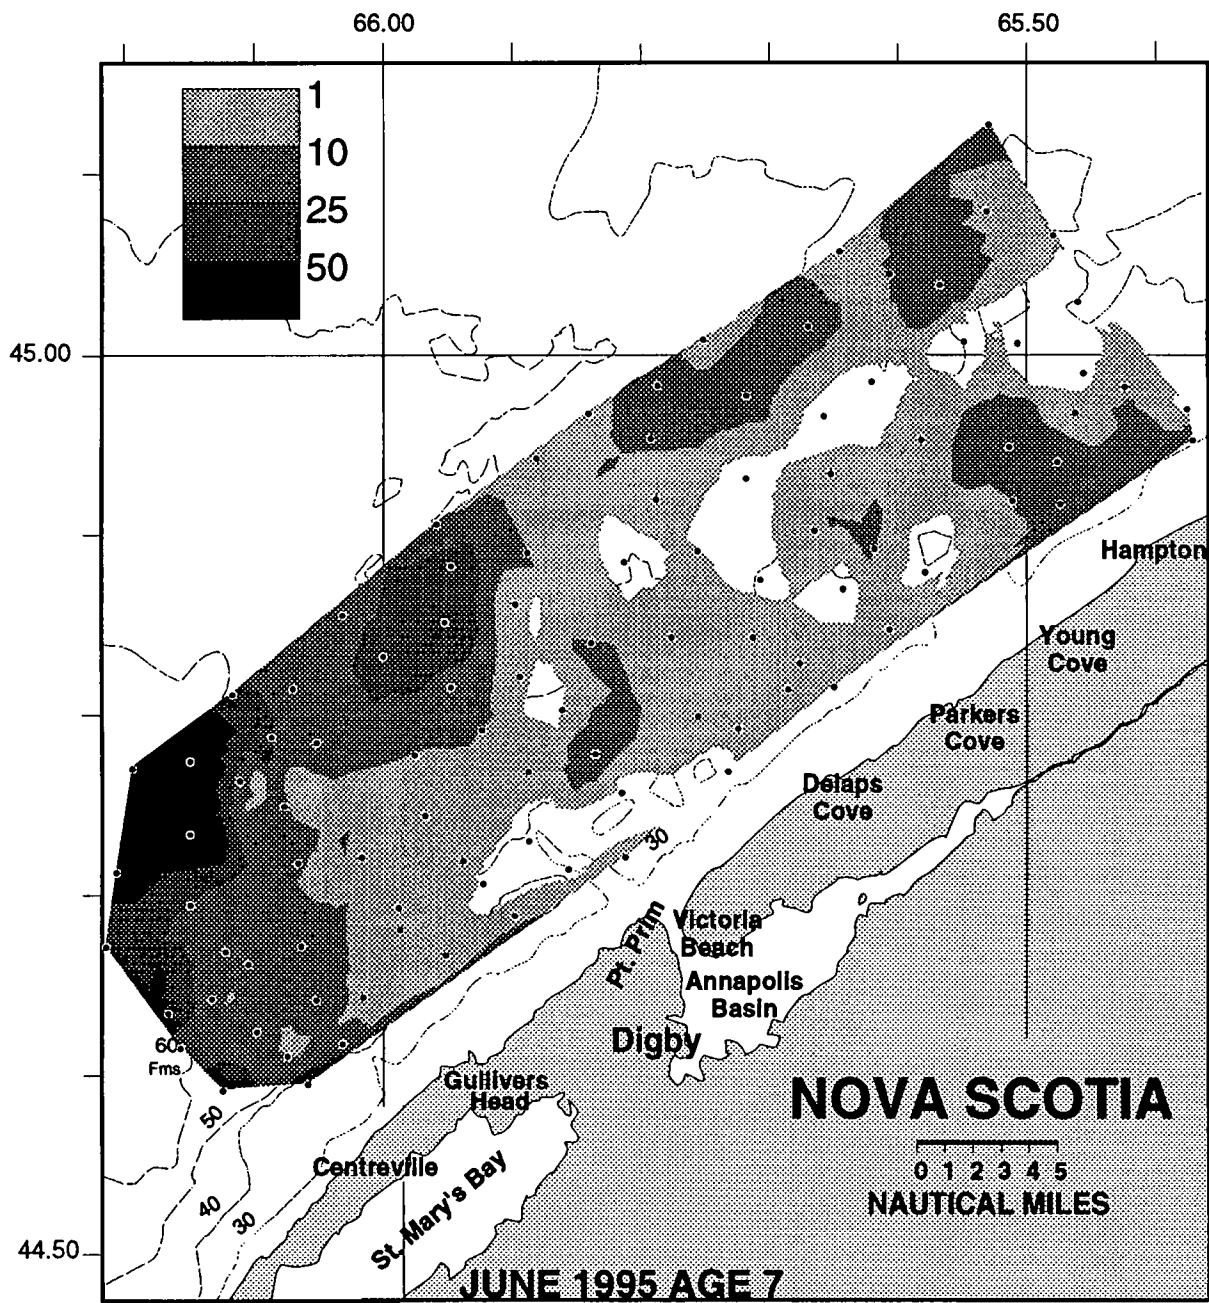 66.00
65.50
1
10
25
50
45.00
Hampton
Young
Cove
Parkers
Cove
Delaps
Cove
30
Pt. Prim
Victoria
Beach
Annapolis
Basin
Digby
60
Fms
50
Gullivers
Head
NOVA SCOTIA
0 1 2 3 4 5
NAUTICAL MILES
Centreville
St. Mary's Bay
40
30
44.50
JUNE 1995 AGE 7